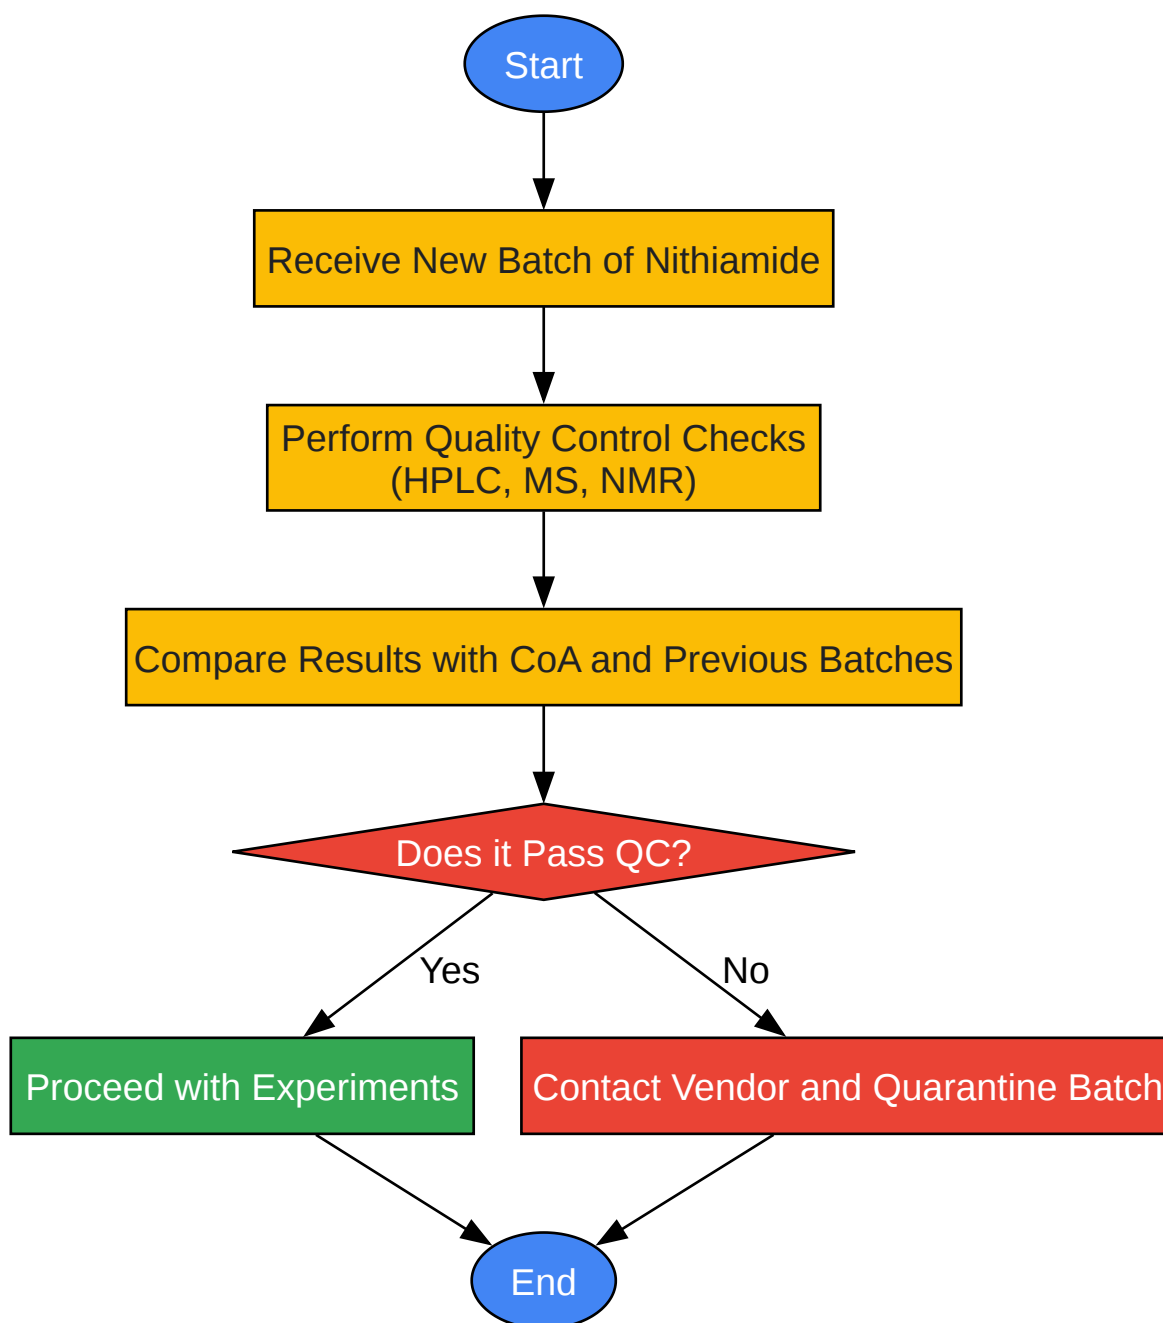 Start
Receive New Batch of Nithiamide
Perform Quality Control Checks
(HPLC, MS, NMR)
Compare Results with CoA and Previous Batches
Does it Pass QC?
Yes
No
Proceed with Experiments
Contact Vendor and Quarantine Batch
End